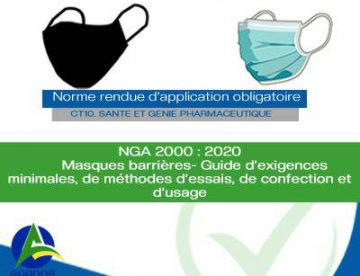 Norme rendue d'application obligatoire
CT10. SANTE ET GENIE PHARMACEUTIQUE
NGA 2000 : 2020
Masques barrières- Guide d'exigences
minimales, de méthodes d'essais, de confection et
d'usage